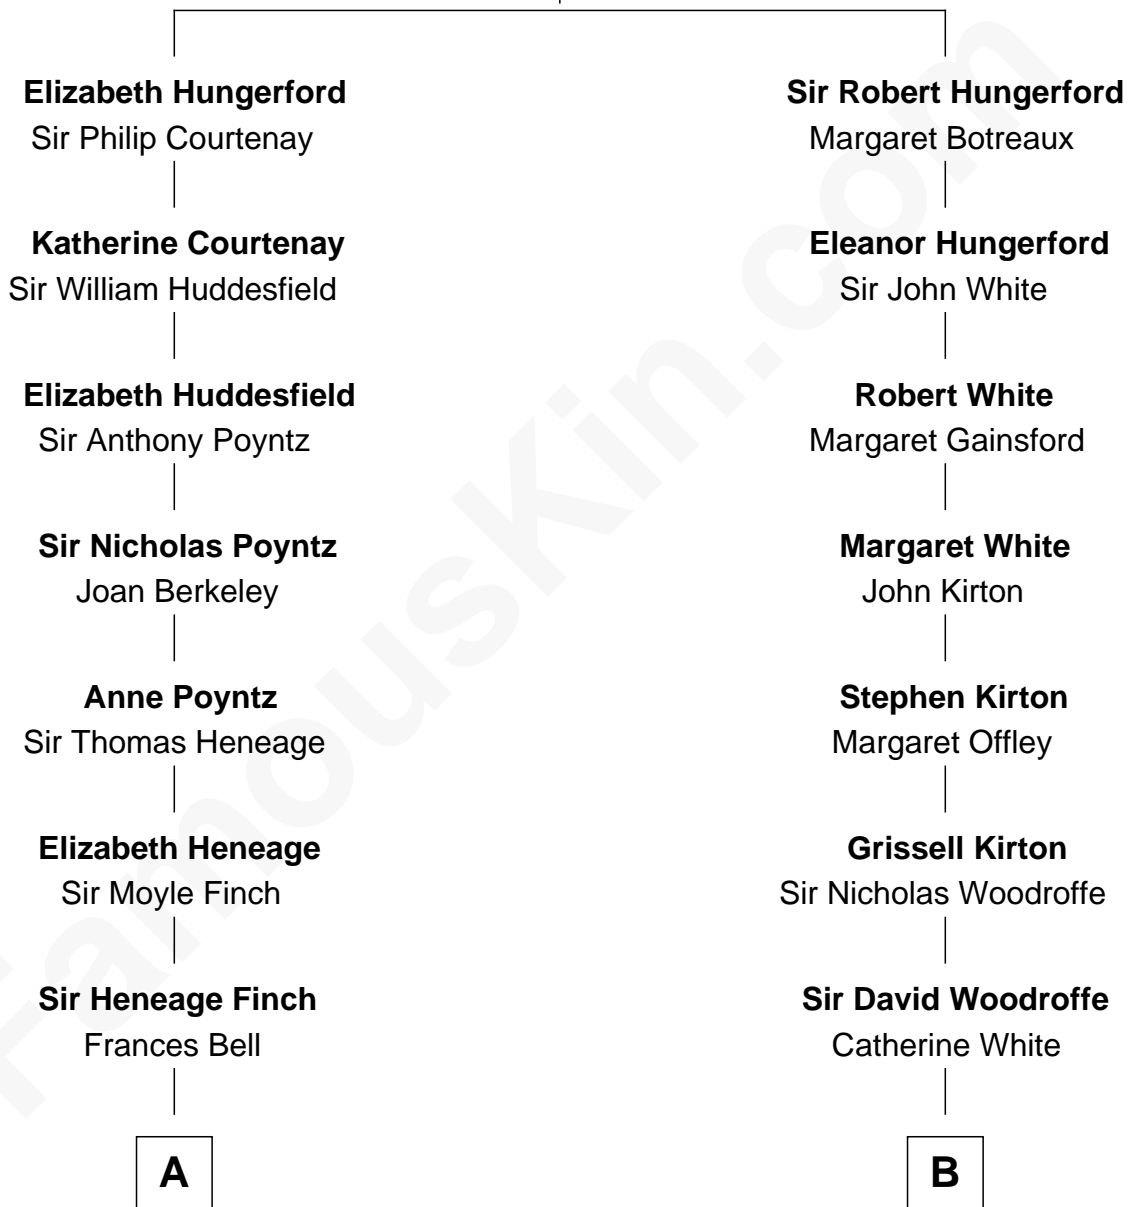 Elizabeth Hungerford
Sir Philip Courtenay
Katherine Courtenay
Sir William Huddesfield
Elizabeth Huddesfield
Sir Anthony Poyntz
Sir Nicholas Poyntz
Joan Berkeley
Anne Poyntz
Sir Thomas Heneage
Elizabeth Heneage
Sir Moyle Finch
Sir Heneage Finch
Frances Bell
A
Sir Robert Hungerford
Margaret Botreaux
Eleanor Hungerford
Sir John White
Robert White
Margaret Gainsford
Margaret White
John Kirton
Stephen Kirton
Margaret Offley
Grissell Kirton
Sir Nicholas Woodroffe
Sir David Woodroffe
Catherine White
B
FamousKin.com